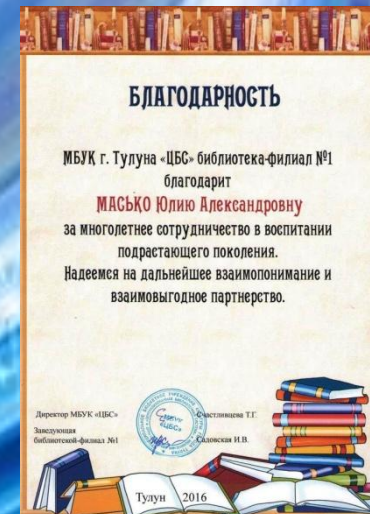 БЛАГОДАРНОСТЬ
МБУК г. Тулуна «ЦБС» библиотека-филиал №1
благодарит
МАСЬКО Юлию Александровну
за многолетнее сотрудничество в воспитании
подрастающего поколения.
Надеемся на дальнейшее взаимопонимание и
взаимовыгодное партнерство.
Директор МБУК «ЦБС» Счастливцева Т.Г.
Заведующая
библиотекой-филиал №1 Садовская И.В.
Тулун 2016